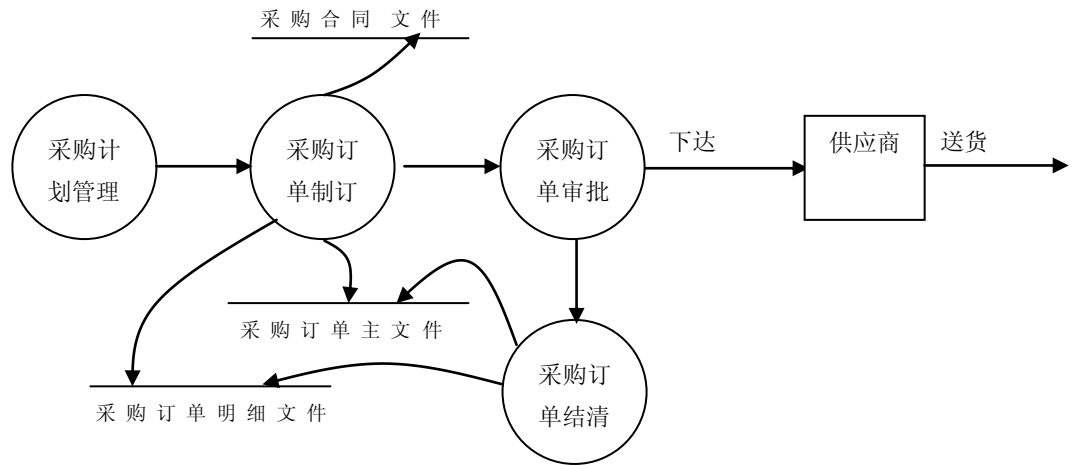 采购合同 文件
采购计
划管理
采购订
单制订
采购订
单审批
下达
供应商
送货
采购订单主文件
采购订
单结清
采购订单明细文件